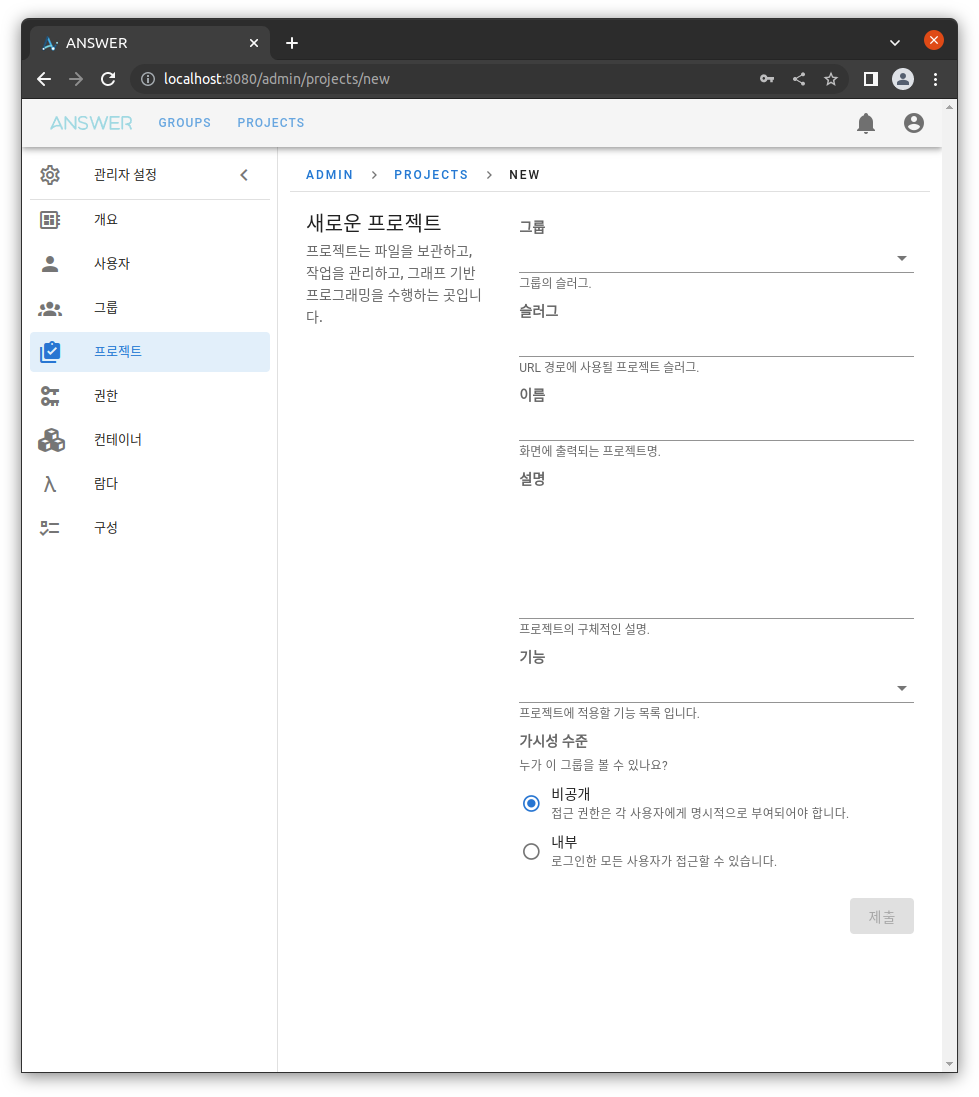 ANSWER
localhost:8080/admin/projects/new
ANSWER GROUPS PROJECTS
관리자 설정
개요
사용자
그룹
프로젝트
권한
컨테이너
람다
구성
ADMIN PROJECTS NEW
새로운 프로젝트
프로젝트는 파일을 보관하고,
작업을 관리하고, 그래프 기반
프로그래밍을 수행하는 곳입니
다.
그룹
그룹의 슬러그.
슬러그
URL 경로에 사용될 프로젝트 슬러그.
이름
화면에 출력되는 프로젝트명.
설명
프로젝트의 구체적인 설명.
기능
프로젝트에 적용할 기능 목록 입니다.
가시성 수준
누가 이 그룹을 볼 수 있나요?
비공개
접근 권한은 각 사용자에게 명시적으로 부여되어야 합니다.
내부
로그인한 모든 사용자가 접근할 수 있습니다.
제출